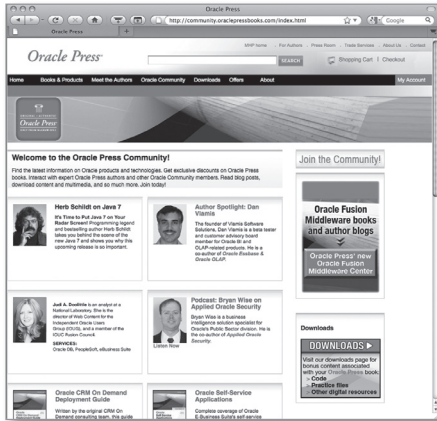 Oracle Press
http://community.oraclepressbooks.com/index.html
Google
Oracle Press
MHP home
For Authors
Press Room
Trade Services
About Us
Contact
Oracle Press
SEARCH
Shopping Cart | Checkout
Home
Books & Products
Meet the Authors
Oracle Community
Downloads
Offers
About
My Account
Oracle Press
Welcome to the Oracle Press Community!
Find the latest information on Oracle products and technologies. Get exclusive discounts on Oracle Press
books. Interact with expert Oracle Press authors and other Oracle Community members. Read blog posts,
download content and multimedia, and so much more. Join today!
Herb Schildt on Java 7
It's Time to Put Java 7 on Your
Radar Screen! Programming legend
and bestselling author Herb Schildt
takes you behind the scens of the
new Java 7 and shows you why this
upcoming release is so important.
Author Spotlight: Dan
Vlamis
The founder of Vlamis Software
Solutions, Dan Vlamis is a beta tester
and customer advisory board
member for Oracle BI and
OLAP-related products. He is a
co-author of Oracle Essbase &
Oracle OLAP.
Judi A. Doolittle is an analyst at a
National Laboratory. She is the
director of Web Content for the
Independent Oracle Users
Group (IOUG), and a member of the
IOUC Fusion Council.
SERVICES:
Oracle DB, PeopleSoft, eBusiness Suite
Podcast: Bryan Wise on
Applied Oracle Security
Bryan Wise is a business
intelligence solution specialist for
Oracle's Public Sector division. He is
the co-author of Applied Oracle
Security.
Listen Now
Oracle CRM On Demand
Deployment Guide
Written by the original CRM On
Demand consulting team, this guide
Oracle Self-Service
Applications
Complete coverage of Oracle
E-Business Suite's self-service
Join the Community!
Oracle Fusion
Middleware books
and author blogs
Oracle Press' new
Oracle Fusion
Middleware Center
Downloads
DOWNLOADS
Visit our downloads page for
bonus content associated
with your Oracle Press book:
Code
Practice files
Other digital resources